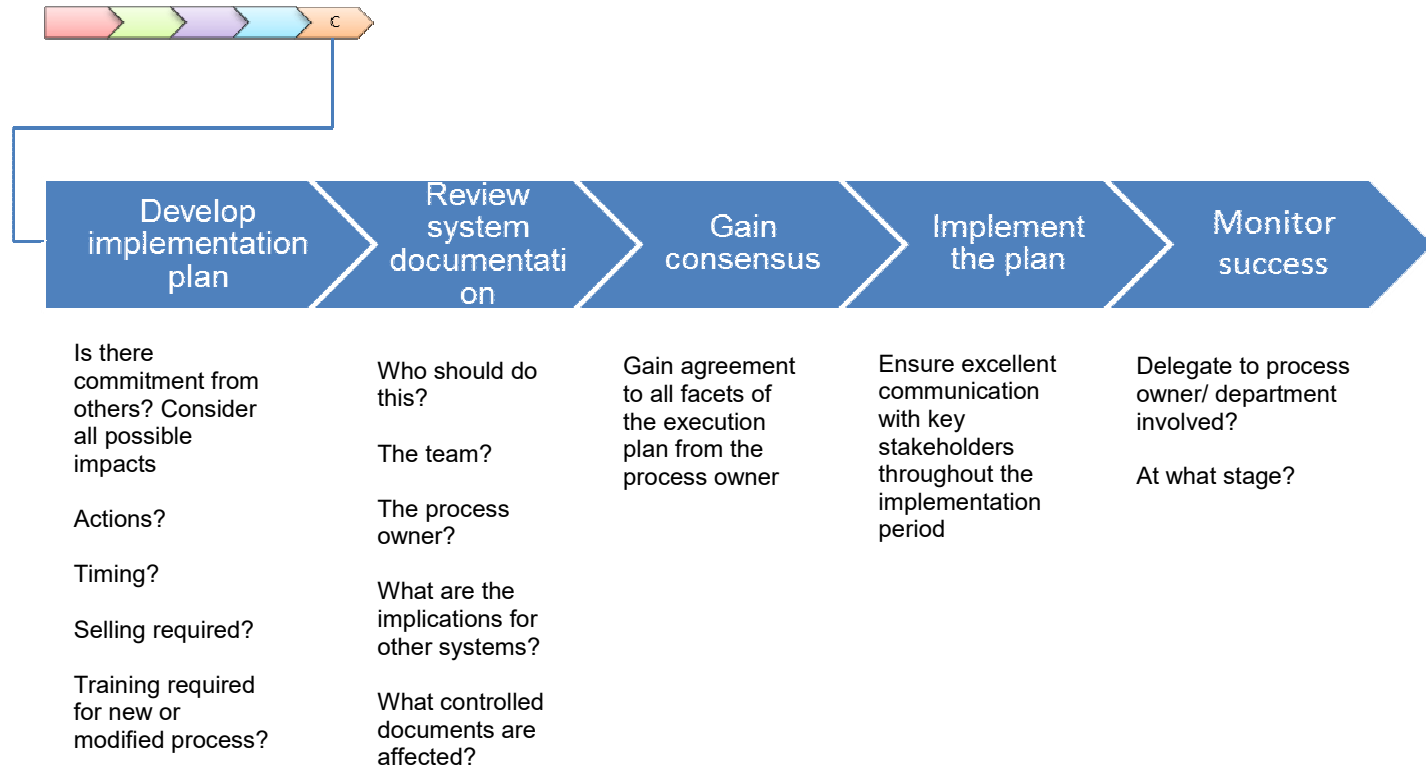 C
Develop
implementation
plan
Review
system
documentati
on
Gain
consensus
Implement
the plan
Monitor
success
Is there
commitment from
others? Consider
all possible
impacts
Actions?
Timing?
Selling required?
Training required
for new or
modified process?
Who should do
this?
The team?
The process
owner?
What are the
implications for
other systems?
What controlled
documents are
affected?
Gain agreement
to all facets of
the execution
plan from the
process owner
Ensure excellent
communication
with key
stakeholders
throughout the
implementation
period
Delegate to process
owner/ department
involved?
At what stage?